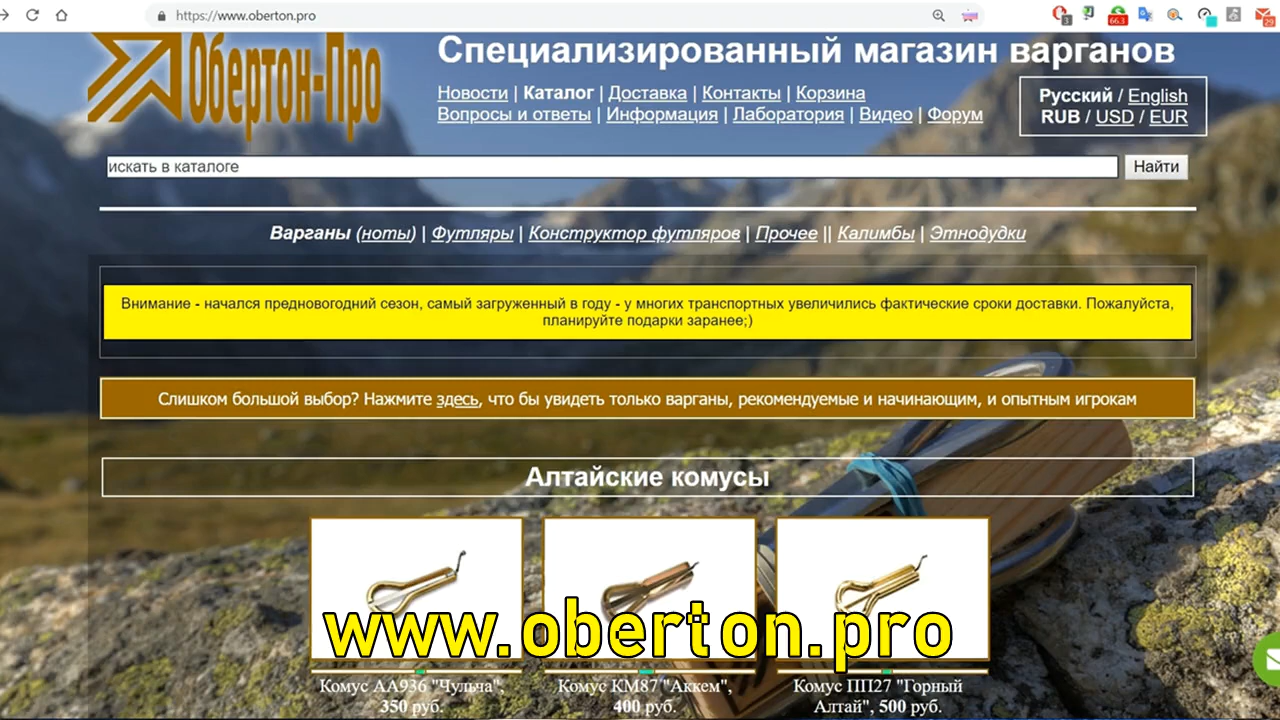 https://www.oberton.pro
3
66.3
29
Обертон-Про
Специализированный магазин варганов
Новости | Каталог | Доставка | Контакты | Корзина
Вопросы и ответы | Информация | Лаборатория | Видео | Форум
Русский / English
RUB / USD / EUR
искать в каталоге
Найти
Варганы (ноты) | Футляры | Конструктор футляров | Прочее || Калимбы | Этнодудки
Внимание - начался предновогодний сезон, самый загруженный в году - у многих транспортных увеличились фактические сроки доставки. Пожалуйста,
планируйте подарки заранее;)
Слишком большой выбор? Нажмите здесь, что бы увидеть только варганы, рекомендуемые и начинающим, и опытным игрокам
Алтайские комусы
www.oberton.pro
Комус АА936 "Чульча",
350 руб.
Комус КМ87 "Аккем",
400 руб.
Комус ПП27 "Горный
Алтай", 500 руб.